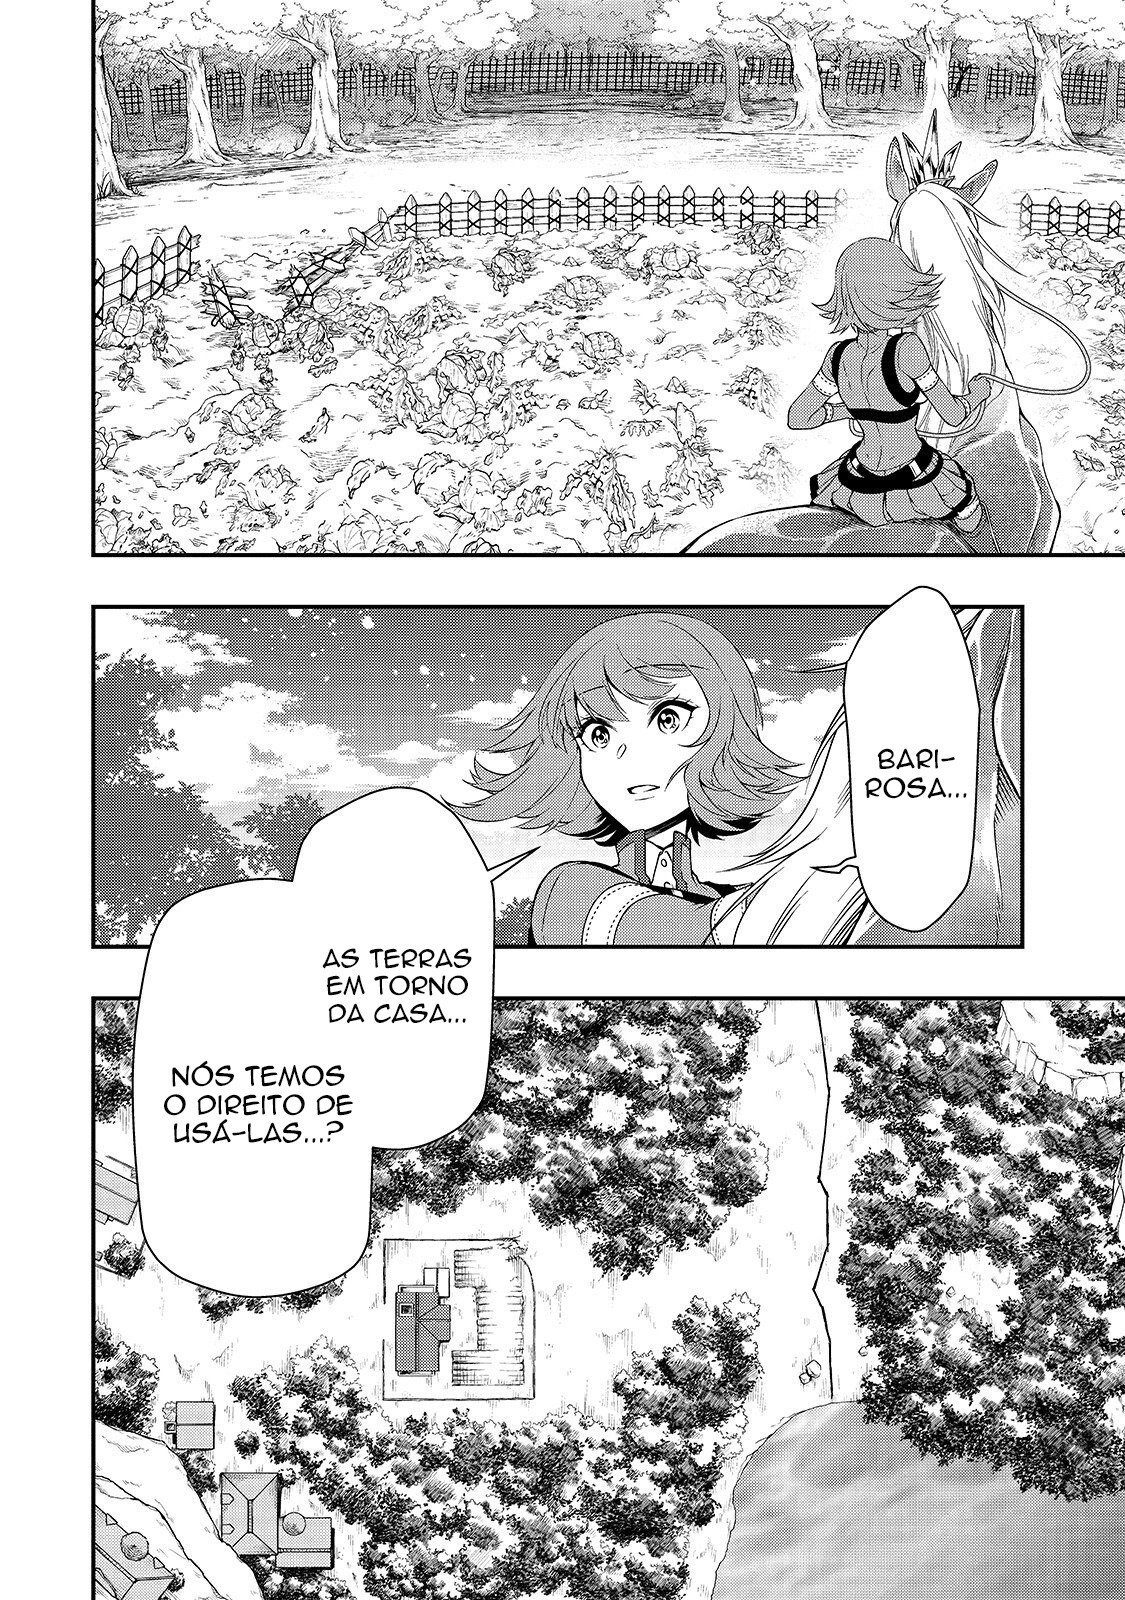 BARI-
ROSA...
AS TERRAS
EM TORNO
DA CASA...
NÓS TEMOS
O DIREITO DE
USÁ-LAS...?